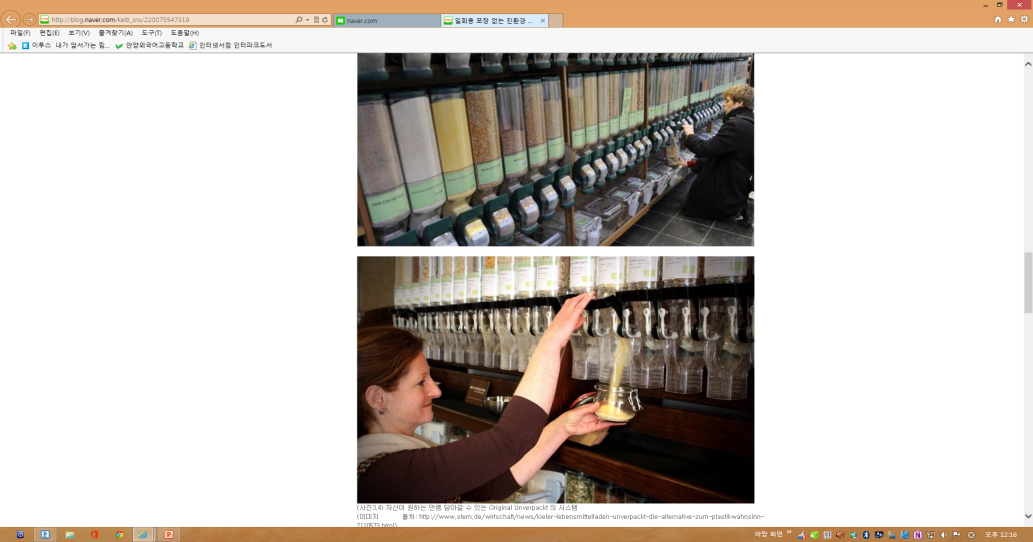 http://blog.naver.com/keiti_sns/220075547319
naver.com
일회용 포장 없는 친환경 ...
파일(F) 편집(E) 보기(V) 즐겨찾기(A) 도구(T) 도움말(H)
이투스 내가 앞서가는 힘... 안양외국어고등학교 인터넷서점 인터파크도서
(사진3,4) 자신이 원하는 만큼 담아갈 수 있는 Original Unverpackt 의 시스템
(이미지 출처: http://www.stern.de/wirtschaft/news/kieler-lebensmittelladen-unverpackt-die-alternative-zum-plastikwahnsinn-
2110573.html)
바탕 화면
오후 12:16